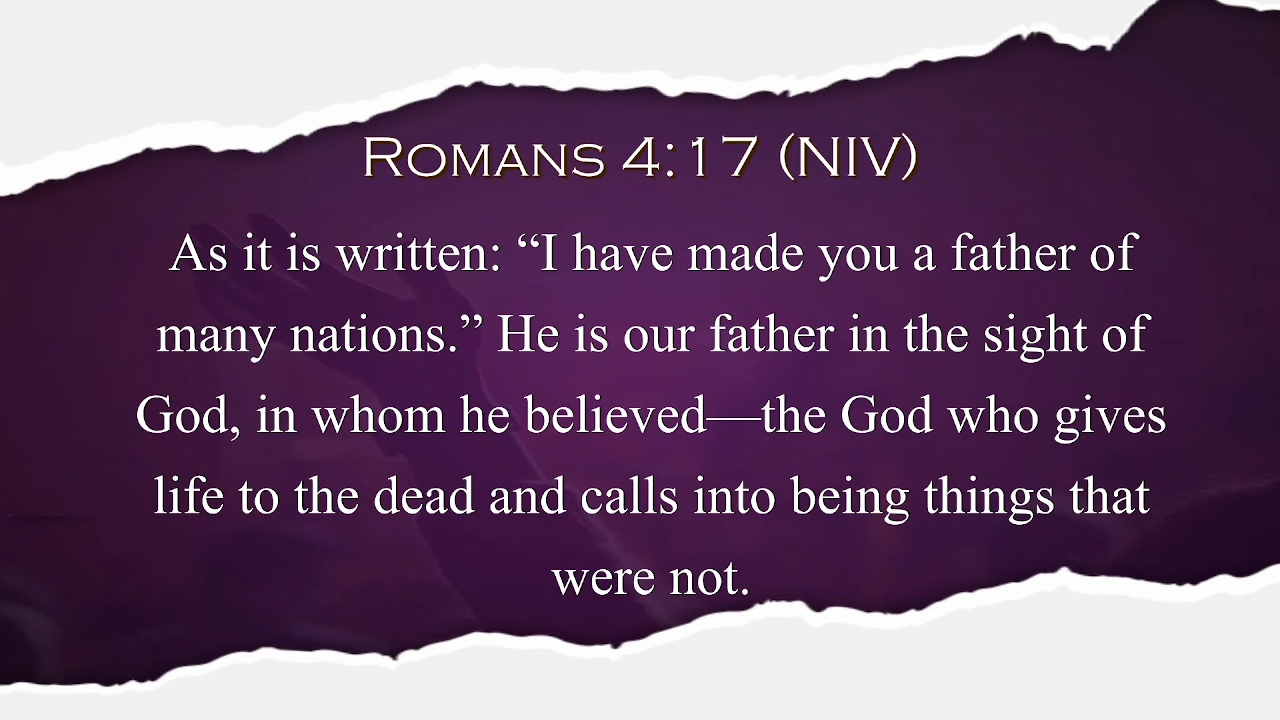 Romans 4:17 (NIV)
As it is written: “I have made you a father of
many nations.” He is our father in the sight of
God, in whom he believed—the God who gives
life to the dead and calls into being things that
were not.